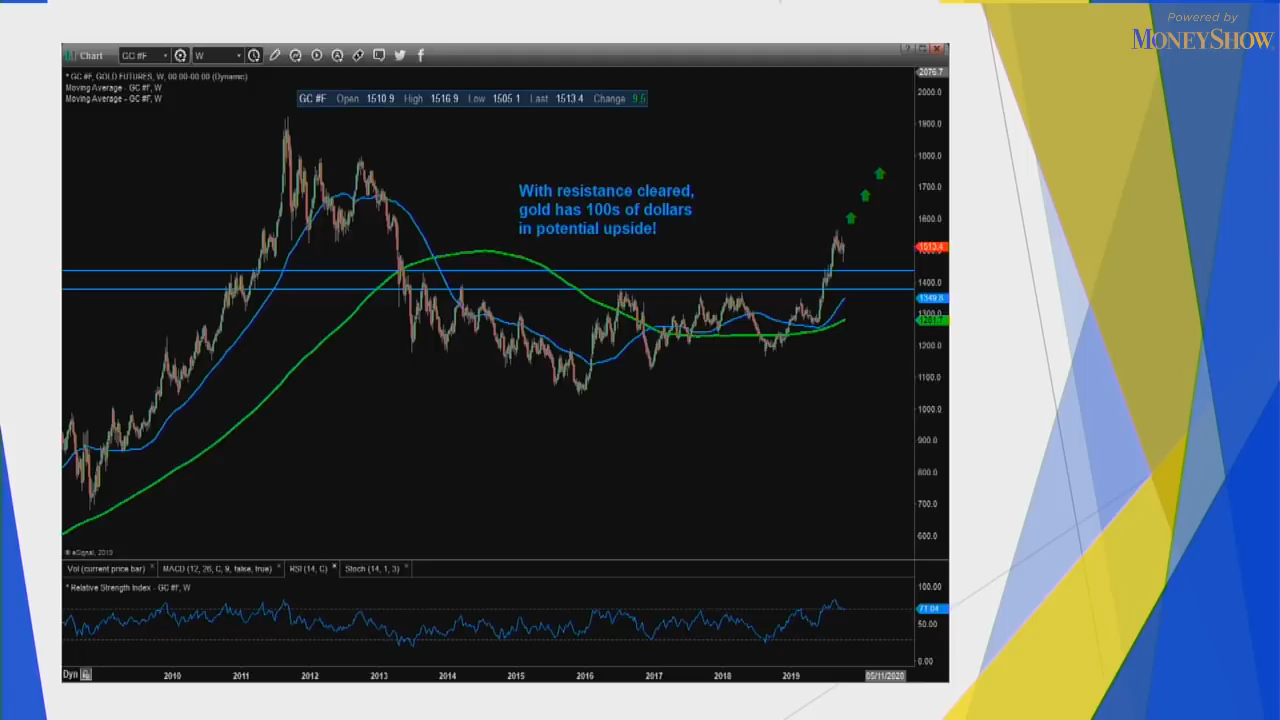 Powered by
MONEYSHOW
Chart GC #F W
2076.7
* GC #F, GOLD FUTURES, W, 00:00-00:00 (Dynamic)
Moving Average - GC #F, W
Moving Average - GC #F, W
GC #F Open 1510.9 High 1516.9 Low 1505.1 Last 1513.4 Change 9.5
2000.0
1900.0
1800.0
1700.0
With resistance cleared,
gold has 100s of dollars
in potential upside!
1600.0
1513.4
1400.0
1349.8
1300.0
1200.0
1100.0
1000.0
900.0
800.0
700.0
600.0
© eSignal, 2019
Vol (current price bar) × MACD (12, 26, C, 9, false, true) × RSI (14, C) × Stoch (14, 1, 3) ×
* Relative Strength Index - GC #F, W
100.00
71.04
50.00
0.00
Dyn 2010 2011 2012 2013 2014 2015 2016 2017 2018 2019 05/11/2020